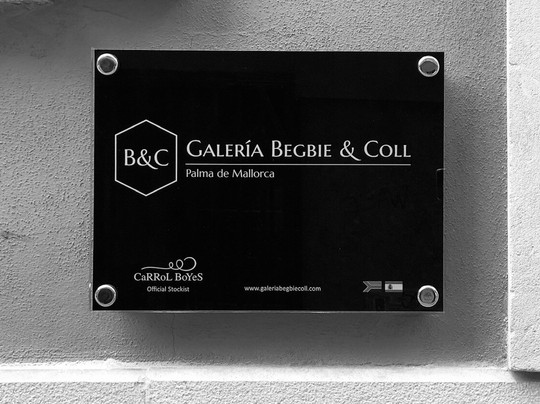 B&C
GALERÍA BEGBIE & COLL
Palma de Mallorca
CaRRoL BoYeS
Official Stockist
www.galeriabegbiecoll.com